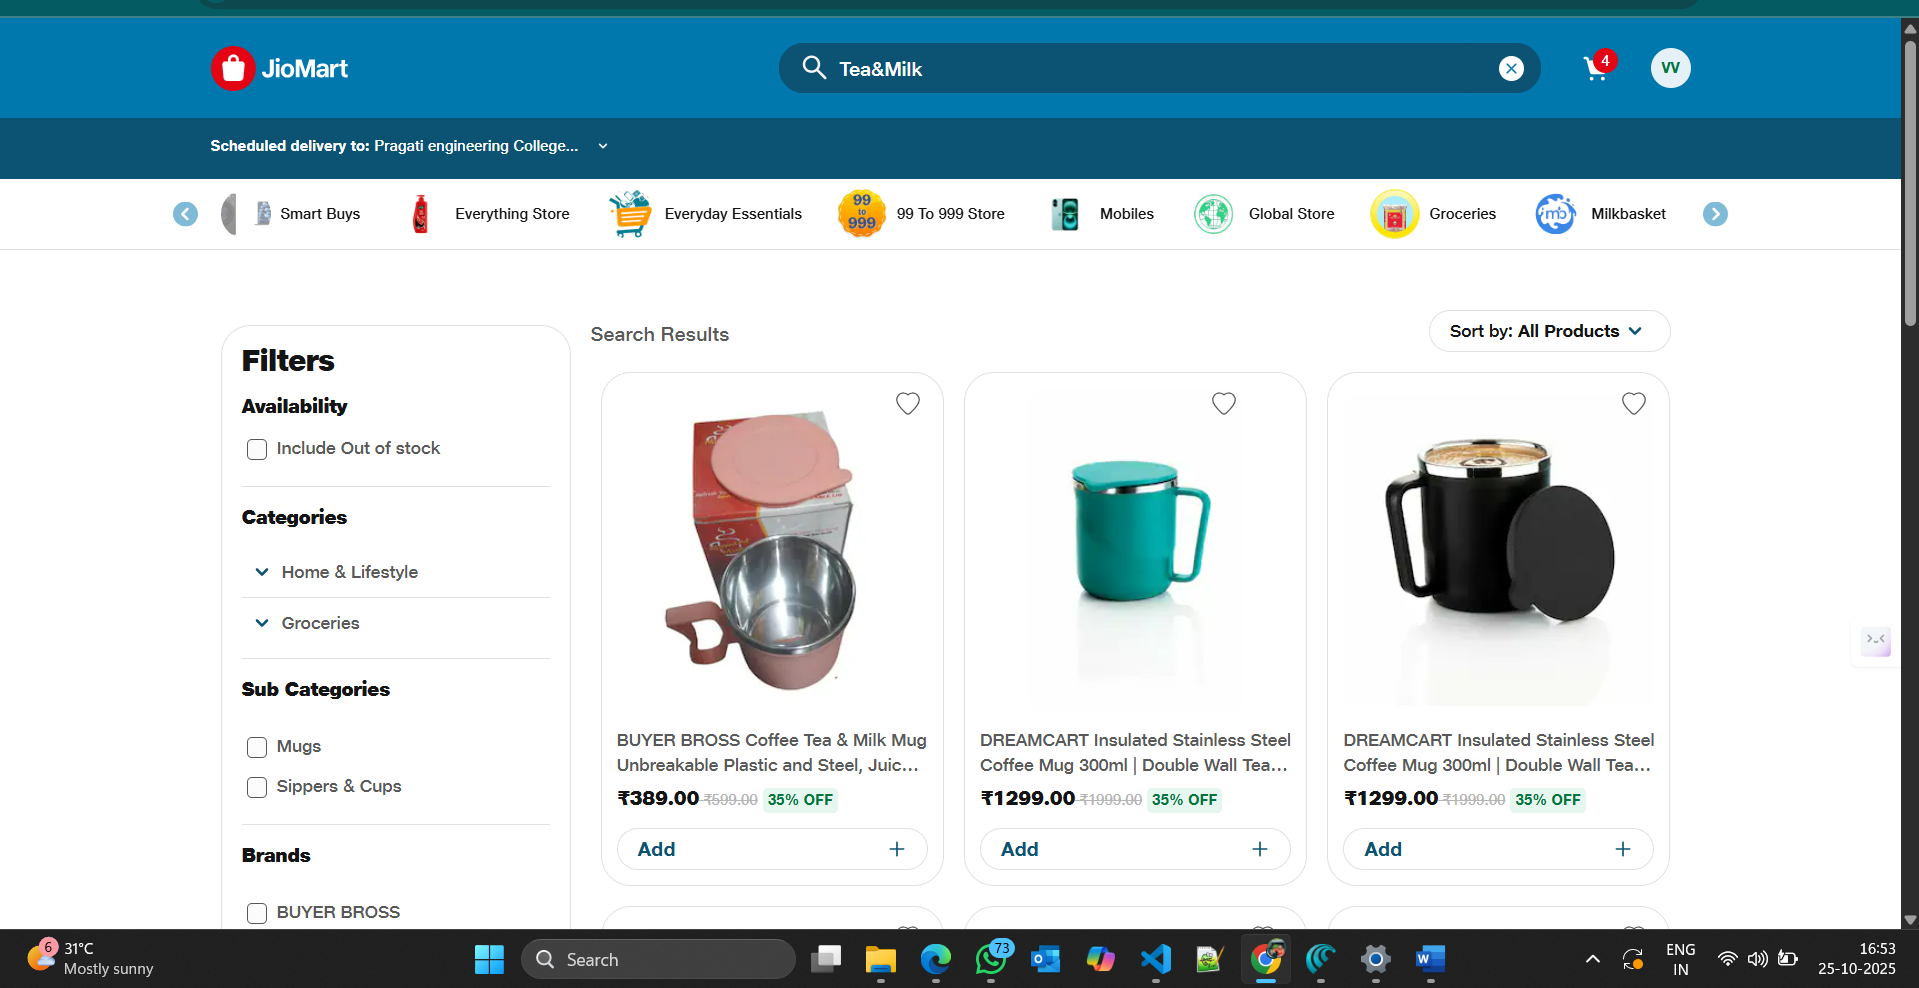 JioMart
Tea&Milk
4
VV
Scheduled delivery to: Pragati engineering College...
Smart Buys
Everything Store
99
to
999
Everyday Essentials
99 To 999 Store
Mobiles
Global Store
Groceries
mb
Milkbasket
Filters
Availability
Include Out of stock
Categories
Home & Lifestyle
Groceries
Sub Categories
Mugs
Sippers & Cups
Brands
BUYER BROSS
Search Results
Sort by: All Products
BUYER BROSS Coffee Tea & Milk Mug
Unbreakable Plastic and Steel, Juic...
₹389.00 ₹599.00 35% OFF
Add +
DREAMCART Insulated Stainless Steel
Coffee Mug 300ml | Double Wall Tea...
₹1299.00 ₹1999.00 35% OFF
Add +
DREAMCART Insulated Stainless Steel
Coffee Mug 300ml | Double Wall Tea...
₹1299.00 ₹1999.00 35% OFF
Add +
6
31°C
Mostly sunny
Search
73
ENG
IN
16:53
25-10-2025